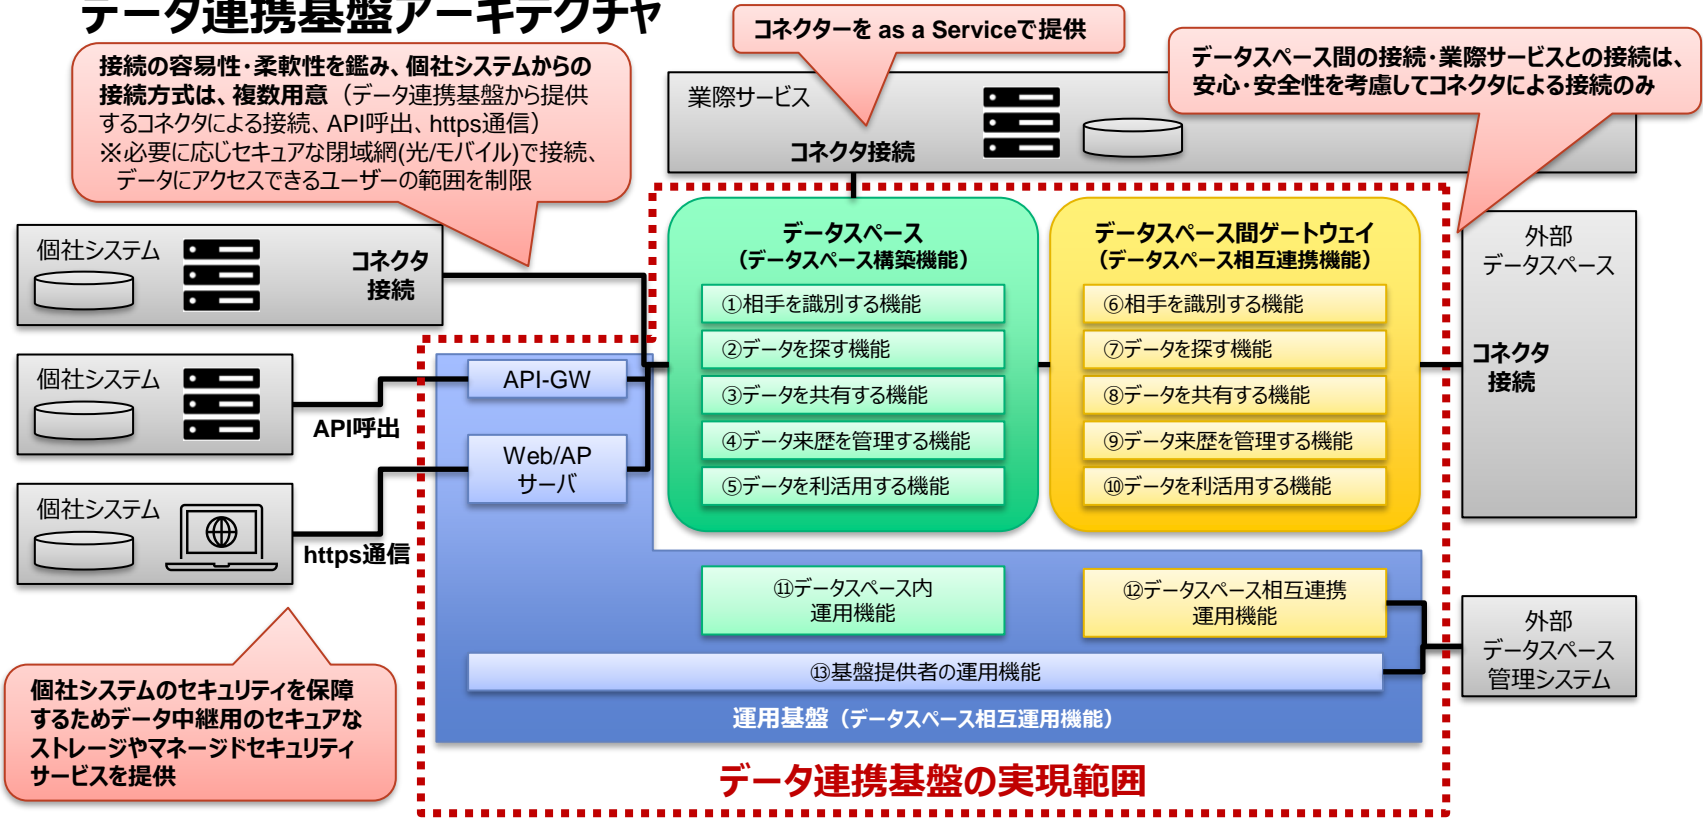 データ連携基盤アーキテクチャ
コネクターを as a Serviceで提供
接続の容易性・柔軟性を鑑み、個社システムからの
接続方式は、複数用意（データ連携基盤から提供
するコネクタによる接続、API呼出、https通信）
※必要に応じセキュアな閉域網(光/モバイル)で接続、
データにアクセスできるユーザーの範囲を制限
データスペース間の接続・業際サービスとの接続は、
安心・安全性を考慮してコネクタによる接続のみ
業際サービス
コネクタ接続
個社システム
コネクタ
接続
個社システム
API呼出
個社システム
https通信
API-GW
Web/AP
サーバ
データスペース
（データスペース構築機能）
①相手を識別する機能
②データを探す機能
③データを共有する機能
④データ来歴を管理する機能
⑤データを利活用する機能
データスペース間ゲートウェイ
（データスペース相互連携機能）
⑥相手を識別する機能
⑦データを探す機能
⑧データを共有する機能
⑨データ来歴を管理する機能
⑩データを利活用する機能
外部
データスペース
コネクタ
接続
⑪データスペース内
運用機能
⑫データスペース相互連携
運用機能
⑬基盤提供者の運用機能
運用基盤（データスペース相互運用機能）
外部
データスペース
管理システム
個社システムのセキュリティを保障
するためデータ中継用のセキュアな
ストレージやマネージドセキュリティ
サービスを提供
データ連携基盤の実現範囲